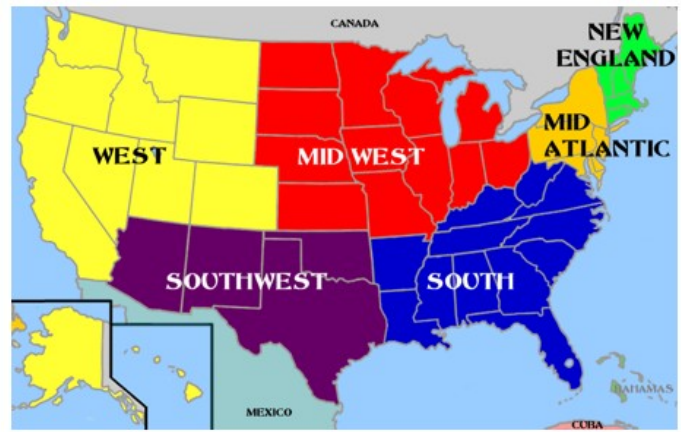 CANADA
NEW
ENGLAND
MID
ATLANTIC
WEST
MID WEST
SOUTHWEST
SOUTH
BAHAMAS
MEXICO
CUBA